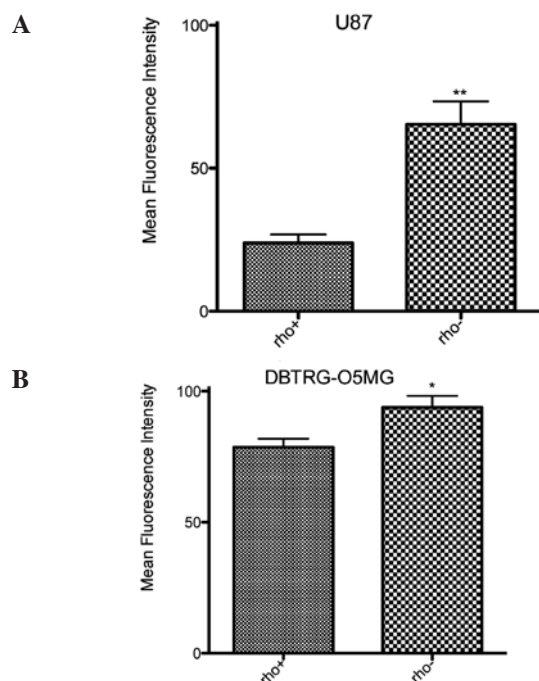 A
U87
Mean Fluorescence Intensity
100
50
0
**
rho+
rho-
B
DBTRG-O5MG
Mean Fluorescence Intensity
100
50
0
*
rho+
rho-